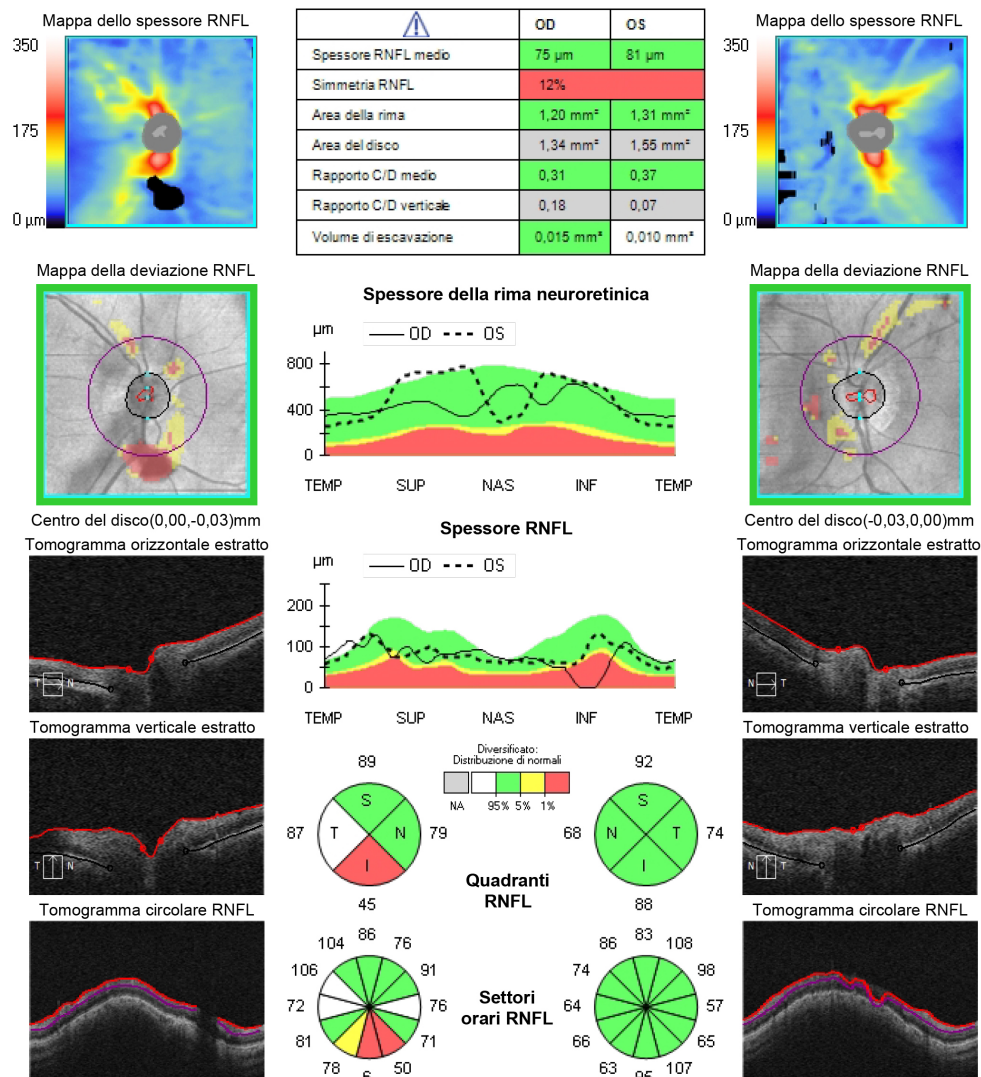 Mappa dello spessore RNFL
350
175
0 µm
OD OS
Spessore RNFL medio 75 µm 81 µm
Simmetria RNFL 12%
Area della rima 1,20 mm² 1,31 mm²
Area del disco 1,34 mm² 1,55 mm²
Rapporto C/D medio 0,31 0,37
Rapporto C/D verticale 0,18 0,07
Volume di escavazione 0,015 mm³ 0,010 mm³
Mappa dello spessore RNFL
350
175
0 µm
Mappa della deviazione RNFL
Centro del disco(0,00,-0,03)mm
Spessore della rima neuroretinica
µm
OD OS
800
400
0
TEMP SUP NAS INF TEMP
Mappa della deviazione RNFL
Centro del disco(-0,03,0,00)mm
Tomogramma orizzontale estratto
T N
Spessore RNFL
µm
OD OS
200
100
0
TEMP SUP NAS INF TEMP
Tomogramma orizzontale estratto
N T
Tomogramma verticale estratto
T N
Diversificato:
Distribuzione di normali
NA 95% 5% 1%
89
87 T S N 79
I
45
92
68 N S T 74
I
88
Quadranti
RNFL
Tomogramma verticale estratto
N T
Tomogramma circolare RNFL
86
104 76
106 91
72 76
81 71
78 50
6
Settori
orari RNFL
83
86 108
74 98
64 57
66 65
63 107
95
Tomogramma circolare RNFL